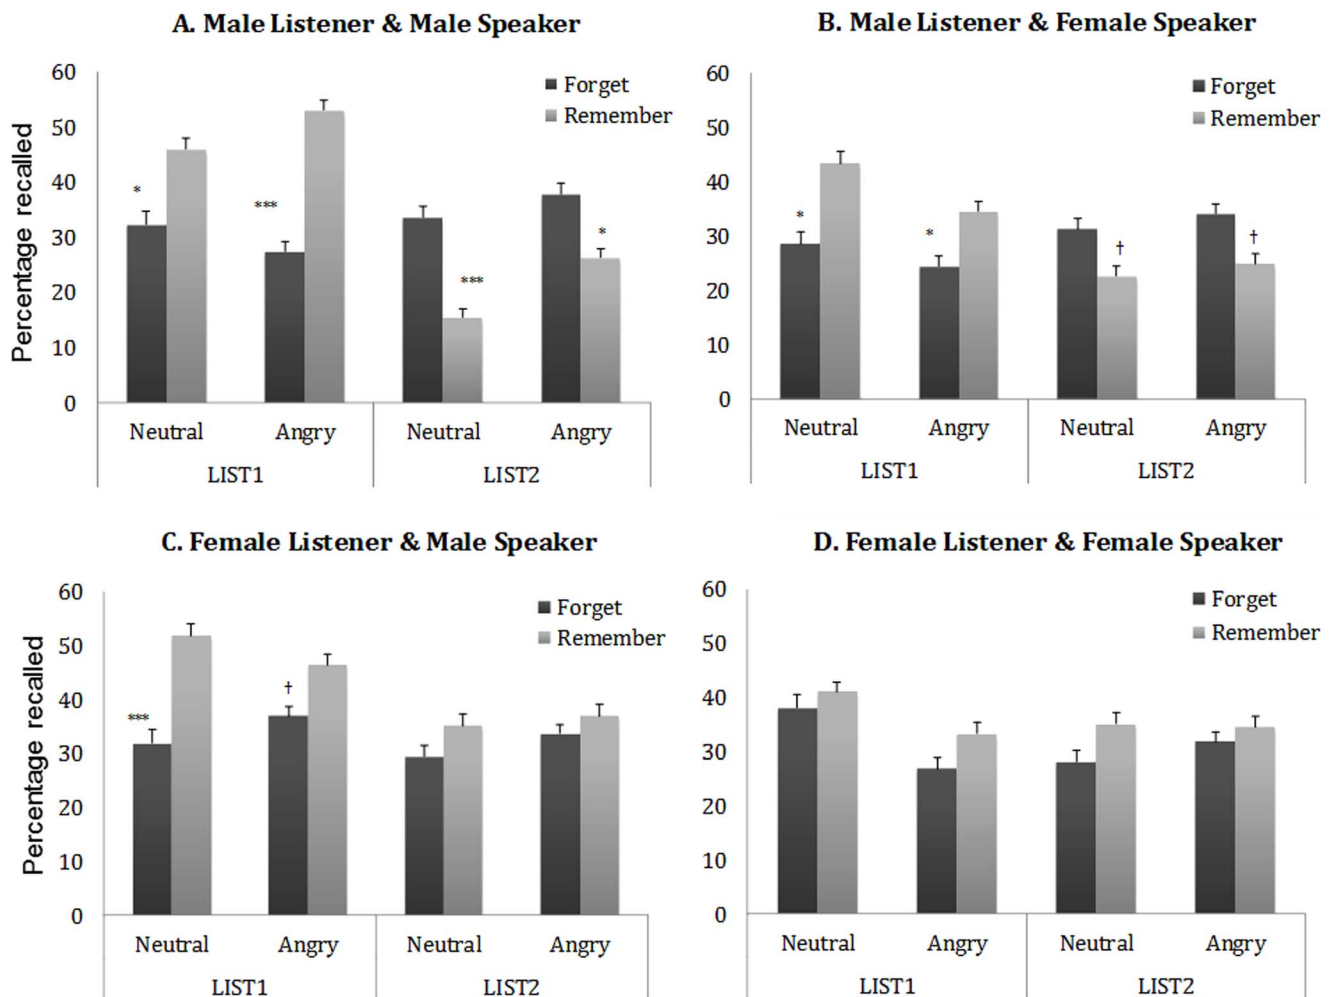 A. Male Listener & Male Speaker
Percentage recalled
60
50
40
30
20
10
0
Forget
Remember
*
***
***
*
Neutral Angry Neutral Angry
LIST1 LIST2
B. Male Listener & Female Speaker
60
50
40
30
20
10
0
Forget
Remember
*
*
†
†
Neutral Angry Neutral Angry
LIST1 LIST2
C. Female Listener & Male Speaker
Percentage recalled
60
50
40
30
20
10
0
Forget
Remember
***
†
Neutral Angry Neutral Angry
LIST1 LIST2
D. Female Listener & Female Speaker
60
50
40
30
20
10
0
Forget
Remember
Neutral Angry Neutral Angry
LIST1 LIST2